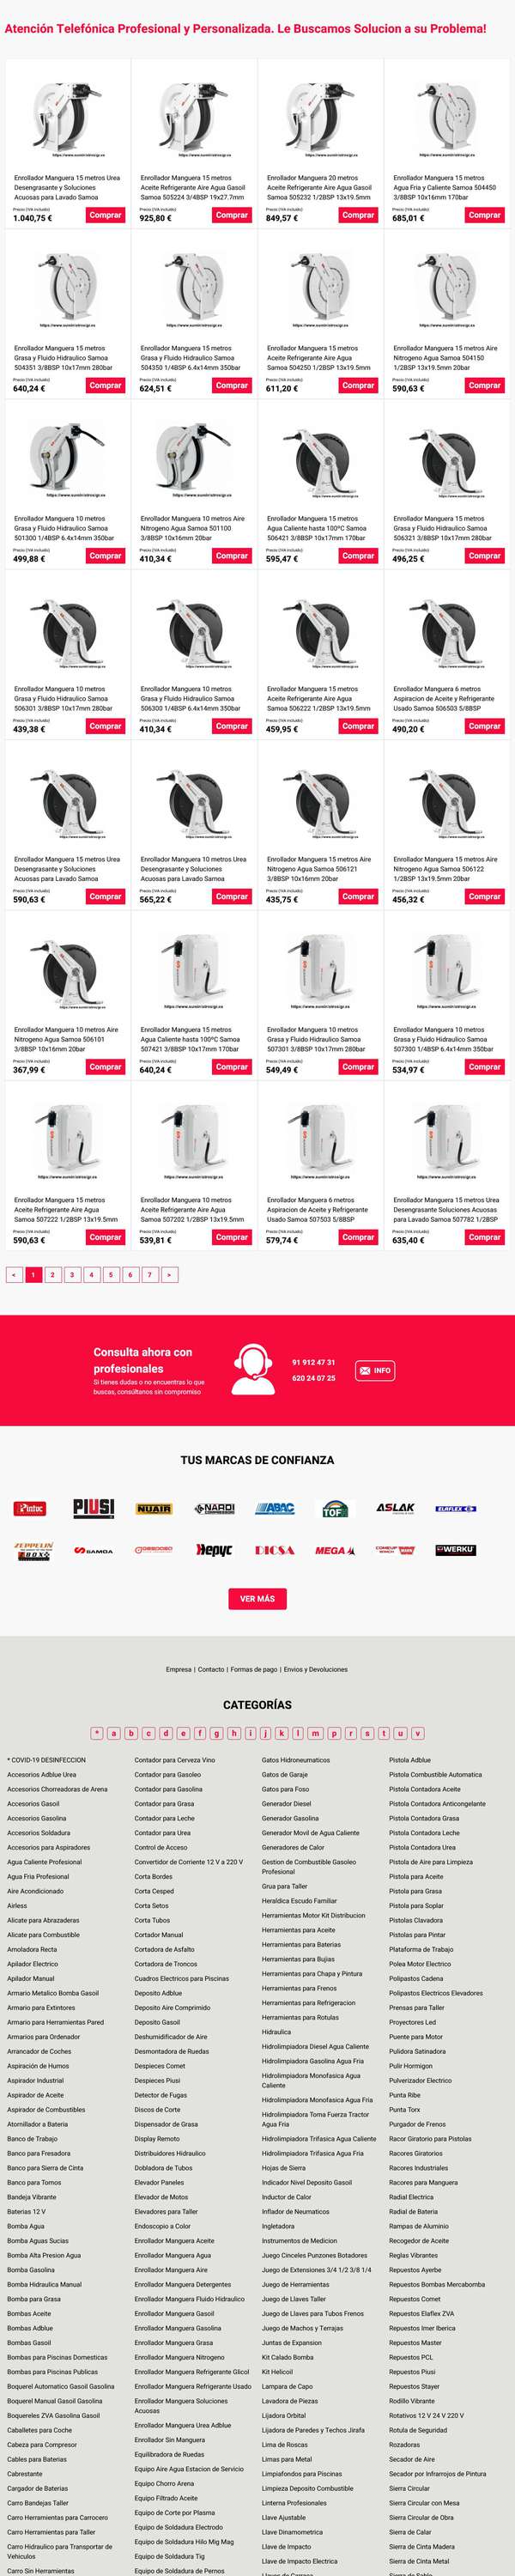 Atención Telefónica Profesional y Personalizada. Le Buscamos Solucion a su Problema!
Enrollador Manguera 15 metros Urea
Desengrasante y Soluciones
Acuosas para Lavado Samoa
Precio (IVA incluido)
1.040,75 €
Comprar
Enrollador Manguera 15 metros
Aceite Refrigerante Aire Agua Gasoil
Samoa 505224 3/4BSP 19x27.7mm
Precio (IVA incluido)
925,80 €
Comprar
Enrollador Manguera 20 metros
Aceite Refrigerante Aire Agua Gasoil
Samoa 505232 1/2BSP 13x19.5mm
Precio (IVA incluido)
849,57 €
Comprar
Enrollador Manguera 15 metros
Agua Fria y Caliente Samoa 504450
3/8BSP 10x16mm 170bar
Precio (IVA incluido)
685,01 €
Comprar
Enrollador Manguera 15 metros
Grasa y Fluido Hidraulico Samoa
504351 3/8BSP 10x17mm 280bar
Precio (IVA incluido)
640,24 €
Comprar
Enrollador Manguera 15 metros
Grasa y Fluido Hidraulico Samoa
504350 1/4BSP 6.4x14mm 350bar
Precio (IVA incluido)
624,51 €
Comprar
Enrollador Manguera 15 metros
Aceite Refrigerante Aire Agua
Samoa 504250 1/2BSP 13x19.5mm
Precio (IVA incluido)
611,20 €
Comprar
Enrollador Manguera 15 metros Aire
Nitrogeno Agua Samoa 504150
1/2BSP 13x19.5mm 20bar
Precio (IVA incluido)
590,63 €
Comprar
Enrollador Manguera 10 metros
Grasa y Fluido Hidraulico Samoa
501300 1/4BSP 6.4x14mm 350bar
Precio (IVA incluido)
499,88 €
Comprar
Enrollador Manguera 10 metros Aire
Nitrogeno Agua Samoa 501100
3/8BSP 10x16mm 20bar
Precio (IVA incluido)
410,34 €
Comprar
Enrollador Manguera 15 metros
Agua Caliente hasta 100ºC Samoa
506421 3/8BSP 10x17mm 170bar
Precio (IVA incluido)
595,47 €
Comprar
Enrollador Manguera 15 metros
Grasa y Fluido Hidraulico Samoa
506321 3/8BSP 10x17mm 280bar
Precio (IVA incluido)
496,25 €
Comprar
Enrollador Manguera 10 metros
Grasa y Fluido Hidraulico Samoa
506301 3/8BSP 10x17mm 280bar
Precio (IVA incluido)
439,38 €
Comprar
Enrollador Manguera 10 metros
Grasa y Fluido Hidraulico Samoa
506300 1/4BSP 6.4x14mm 350bar
Precio (IVA incluido)
410,34 €
Comprar
Enrollador Manguera 15 metros
Aceite Refrigerante Aire Agua
Samoa 506222 1/2BSP 13x19.5mm
Precio (IVA incluido)
459,95 €
Comprar
Enrollador Manguera 6 metros
Aspiracion de Aceite y Refrigerante
Usado Samoa 506503 5/8BSP
Precio (IVA incluido)
490,20 €
Comprar
Enrollador Manguera 15 metros Urea
Desengrasante y Soluciones
Acuosas para Lavado Samoa
Precio (IVA incluido)
590,63 €
Comprar
Enrollador Manguera 10 metros Urea
Desengrasante y Soluciones
Acuosas para Lavado Samoa
Precio (IVA incluido)
565,22 €
Comprar
Enrollador Manguera 15 metros Aire
Nitrogeno Agua Samoa 506121
3/8BSP 10x16mm 20bar
Precio (IVA incluido)
435,75 €
Comprar
Enrollador Manguera 15 metros Aire
Nitrogeno Agua Samoa 506122
1/2BSP 13x19.5mm 20bar
Precio (IVA incluido)
456,32 €
Comprar
Enrollador Manguera 10 metros Aire
Nitrogeno Agua Samoa 506101
3/8BSP 10x16mm 20bar
Precio (IVA incluido)
367,99 €
Comprar
Enrollador Manguera 15 metros
Agua Caliente hasta 100ºC Samoa
507421 3/8BSP 10x17mm 170bar
Precio (IVA incluido)
640,24 €
Comprar
Enrollador Manguera 10 metros
Grasa y Fluido Hidraulico Samoa
507301 3/8BSP 10x17mm 280bar
Precio (IVA incluido)
549,49 €
Comprar
Enrollador Manguera 10 metros
Grasa y Fluido Hidraulico Samoa
507300 1/4BSP 6.4x14mm 350bar
Precio (IVA incluido)
534,97 €
Comprar
Enrollador Manguera 15 metros
Aceite Refrigerante Aire Agua
Samoa 507222 1/2BSP 13x19.5mm
Precio (IVA incluido)
590,63 €
Comprar
Enrollador Manguera 10 metros
Aceite Refrigerante Aire Agua
Samoa 507202 1/2BSP 13x19.5mm
Precio (IVA incluido)
539,81 €
Comprar
Enrollador Manguera 6 metros
Aspiracion de Aceite y Refrigerante
Usado Samoa 507503 5/8BSP
Precio (IVA incluido)
579,74 €
Comprar
Enrollador Manguera 15 metros Urea
Desengrasante Soluciones Acuosas
para Lavado Samoa 507782 1/2BSP
Precio (IVA incluido)
635,40 €
Comprar
< 1 2 3 4 5 6 7 >
Consulta ahora con
profesionales
Si tienes dudas o no encuentras lo que
buscas, consúltanos sin compromiso
91 912 47 31
620 24 07 25
INFO
TUS MARCAS DE CONFIANZA
Pintuc PIUSI NUAIR NARDI ABAC TOF ASLAK ELAFLEX
ZEPPELIN BOX SAMOA Hepyc DICSA MEGA WERKU
VER MÁS
Empresa | Contacto | Formas de pago | Envios y Devoluciones
CATEGORÍAS
* a b c d e f g h i j k l m p r s t u v
* COVID-19 DESINFECCION
Accesorios Adblue Urea
Accesorios Chorreadoras de Arena
Accesorios Gasoil
Accesorios Gasolina
Accesorios Soldadura
Accesorios para Aspiradores
Agua Caliente Profesional
Agua Fria Profesional
Aire Acondicionado
Airless
Alicate para Abrazaderas
Alicate para Combustible
Amoladora Recta
Apilador Electrico
Apilador Manual
Armario Metalico Bomba Gasoil
Armario para Extintores
Armario para Herramientas Pared
Armarios para Ordenador
Arrancador de Coches
Aspiración de Humos
Aspirador Industrial
Aspirador de Aceite
Aspirador de Combustibles
Atornillador a Bateria
Banco de Trabajo
Banco para Fresadora
Banco para Sierra de Cinta
Banco para Tornos
Bandeja Vibrante
Baterias 12 V
Bomba Agua
Bomba Aguas Sucias
Bomba Alta Presion Agua
Bomba Gasolina
Bomba Hidraulica Manual
Bomba para Grasa
Bombas Aceite
Bombas Adblue
Bombas Gasoil
Bombas para Piscinas Domesticas
Bombas para Piscinas Publicas
Boquerel Automatico Gasoil Gasolina
Boquerel Manual Gasoil Gasolina
Boquereles ZVA Gasolina Gasoil
Caballetes para Coche
Cabeza para Compresor
Cables para Baterias
Cabrestante
Cargador de Baterias
Carro Bandejas Taller
Carro Herramientas para Carrocero
Carro Herramientas para Taller
Carro Hidraulico para Transportar de
Vehiculos
Carro Sin Herramientas
Contador para Cerveza Vino
Contador para Gasoleo
Contador para Gasolina
Contador para Grasa
Contador para Leche
Contador para Urea
Control de Acceso
Convertidor de Corriente 12 V a 220 V
Corta Bordes
Corta Cesped
Corta Setos
Corta Tubos
Cortador Manual
Cortadora de Asfalto
Cortadora de Troncos
Cuadros Electricos para Piscinas
Deposito Adblue
Deposito Aire Comprimido
Deposito Gasoil
Deshumidificador de Aire
Desmontadora de Ruedas
Despieces Comet
Despieces Piusi
Detector de Fugas
Discos de Corte
Dispensador de Grasa
Display Remoto
Distribuidores Hidraulico
Dobladora de Tubos
Elevador Paneles
Elevador de Motos
Elevadores para Taller
Endoscopio a Color
Enrollador Manguera Aceite
Enrollador Manguera Agua
Enrollador Manguera Aire
Enrollador Manguera Detergentes
Enrollador Manguera Fluido Hidraulico
Enrollador Manguera Gasoil
Enrollador Manguera Gasolina
Enrollador Manguera Grasa
Enrollador Manguera Nitrogeno
Enrollador Manguera Refrigerante Glicol
Enrollador Manguera Refrigerante Usado
Enrollador Manguera Soluciones
Acuosas
Enrollador Manguera Urea Adblue
Enrollador Sin Manguera
Equilibradora de Ruedas
Equipo Aire Agua Estacion de Servicio
Equipo Chorro Arena
Equipo Filtrado Aceite
Equipo de Corte por Plasma
Equipo de Soldadura Electrodo
Equipo de Soldadura Hilo Mig Mag
Equipo de Soldadura Tig
Equipo de Soldadura de Pernos
Gatos Hidroneumaticos
Gatos de Garaje
Gatos para Foso
Generador Diesel
Generador Gasolina
Generador Movil de Agua Caliente
Generadores de Calor
Gestion de Combustible Gasoleo
Profesional
Grua para Taller
Heraldica Escudo Familiar
Herramientas Motor Kit Distribucion
Herramientas para Aceite
Herramientas para Baterias
Herramientas para Bujias
Herramientas para Chapa y Pintura
Herramientas para Frenos
Herramientas para Refrigeracion
Herramientas para Rotulas
Hidraulica
Hidrolimpiadora Diesel Agua Caliente
Hidrolimpiadora Gasolina Agua Fria
Hidrolimpiadora Monofasica Agua
Caliente
Hidrolimpiadora Monofasica Agua Fria
Hidrolimpiadora Toma Fuerza Tractor
Agua Fria
Hidrolimpiadora Trifasica Agua Caliente
Hidrolimpiadora Trifasica Agua Fria
Hojas de Sierra
Indicador Nivel Deposito Gasoil
Inductor de Calor
Inflador de Neumaticos
Ingletadora
Instrumentos de Medicion
Juego Cinceles Punzones Botadores
Juego de Extensiones 3/4 1/2 3/8 1/4
Juego de Herramientas
Juego de Llaves Taller
Juego de Llaves para Tubos Frenos
Juego de Machos y Terrajas
Juntas de Expansion
Kit Calado Bomba
Kit Helicoil
Lampara de Capo
Lavadora de Piezas
Lijadora Orbital
Lijadora de Paredes y Techos Jirafa
Lima de Roscas
Limas para Metal
Limpiafondos para Piscinas
Limpieza Deposito Combustible
Linterna Profesionales
Llave Ajustable
Llave Dinamometrica
Llave de Impacto
Llave de Impacto Electrica
Pistola Adblue
Pistola Combustible Automatica
Pistola Contadora Aceite
Pistola Contadora Anticongelante
Pistola Contadora Grasa
Pistola Contadora Leche
Pistola Contadora Urea
Pistola de Aire para Limpieza
Pistola para Aceite
Pistola para Grasa
Pistola para Soplar
Pistolas Clavadora
Pistolas para Pintar
Plataforma de Trabajo
Polea Motor Electrico
Polipastos Cadena
Polipastos Electricos Elevadores
Prensas para Taller
Proyectores Led
Puente para Motor
Pulidora Satinadora
Pulir Hormigon
Pulverizador Electrico
Punta Ribe
Punta Torx
Purgador de Frenos
Racor Giratorio para Pistolas
Racores Giratorios
Racores Industriales
Racores para Manguera
Radial Electrica
Radial de Bateria
Rampas de Aluminio
Recogedor de Aceite
Reglas Vibrantes
Repuestos Ayerbe
Repuestos Bombas Mercabomba
Repuestos Comet
Repuestos Elaflex ZVA
Repuestos Imer Iberica
Repuestos Master
Repuestos PCL
Repuestos Piusi
Repuestos Stayer
Rodillo Vibrante
Rotativos 12 V 24 V 220 V
Rotula de Seguridad
Rozadoras
Secador de Aire
Secador por Infrarrojos de Pintura
Sierra Circular
Sierra Circular con Mesa
Sierra Circular de Obra
Sierra de Calar
Sierra de Cinta Madera
Sierra de Cinta Metal